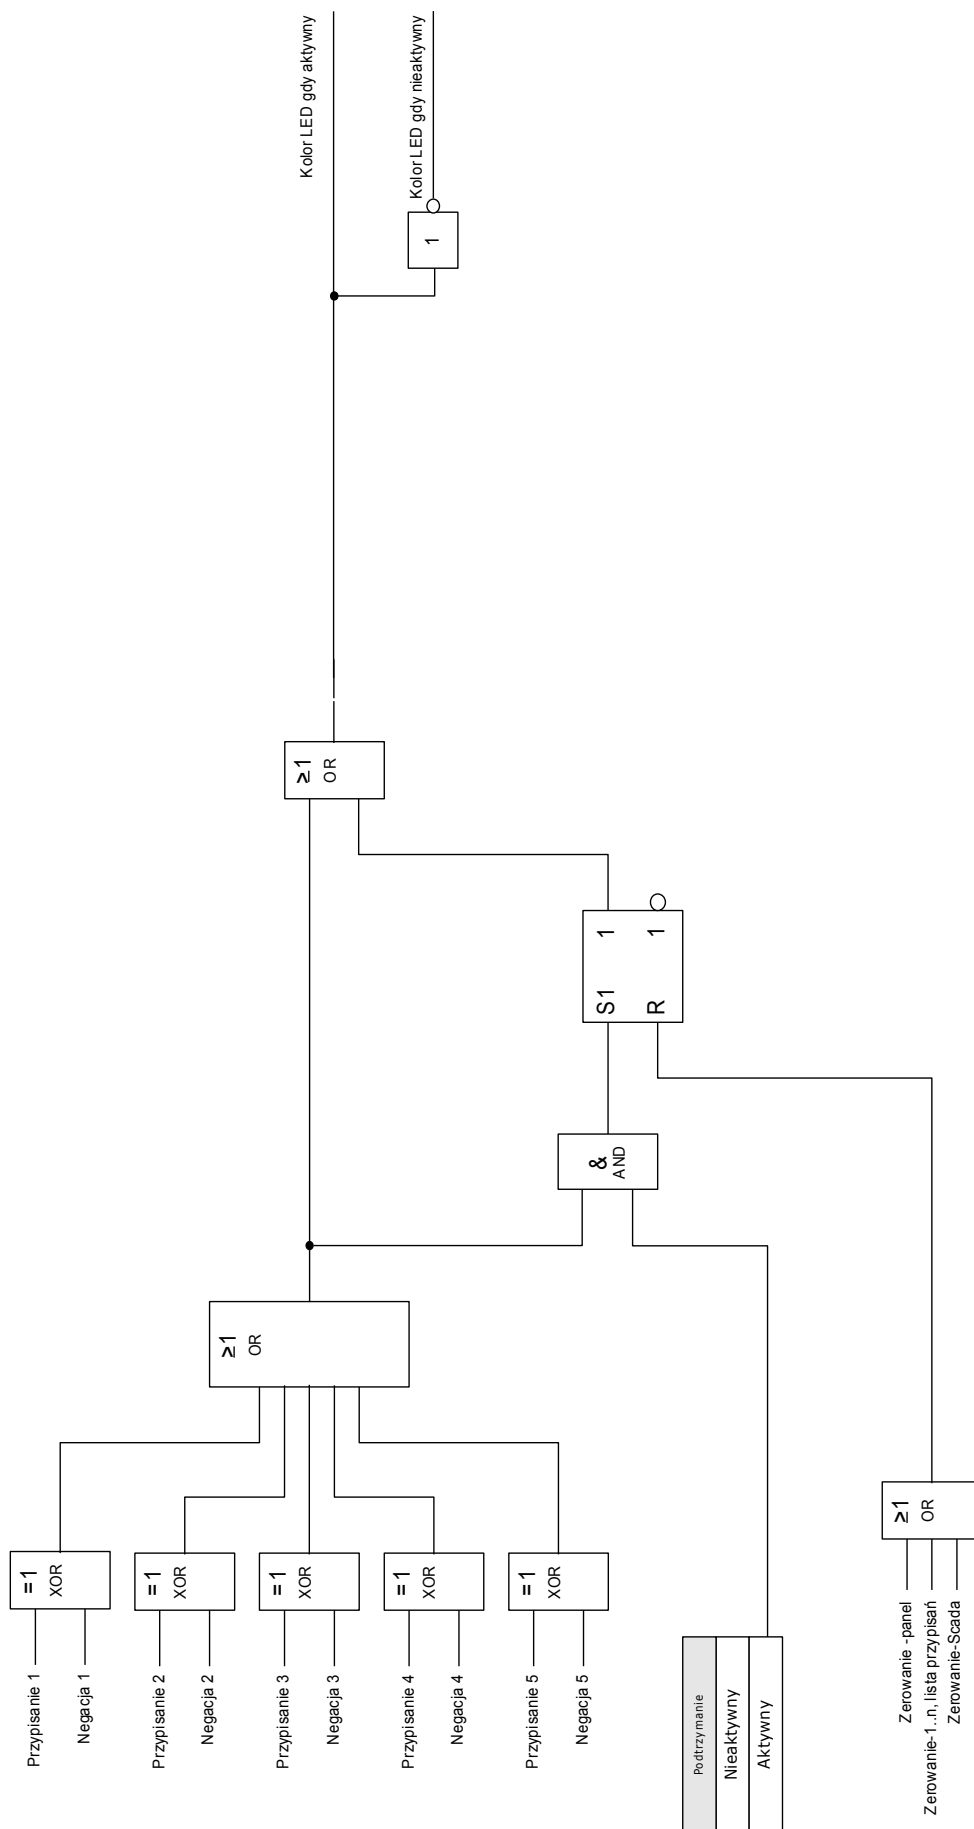 Przypisanie 1
Negacja 1
Przypisanie 2
Negacja 2
Przypisanie 3
Negacja 3
Przypisanie 4
Negacja 4
Przypisanie 5
Negacja 5
=1
XOR
=1
XOR
=1
XOR
=1
XOR
=1
XOR
≥1
OR
Podtrzymanie
Nieaktywny
Aktywny
&
AND
Zerowanie -panel
Zerowanie-1..n, lista przypisań
Zerowanie-Scada
≥1
OR
S1 1
R 1
≥1
OR
1
Kolor LED gdy aktywny
Kolor LED gdy nieaktywny